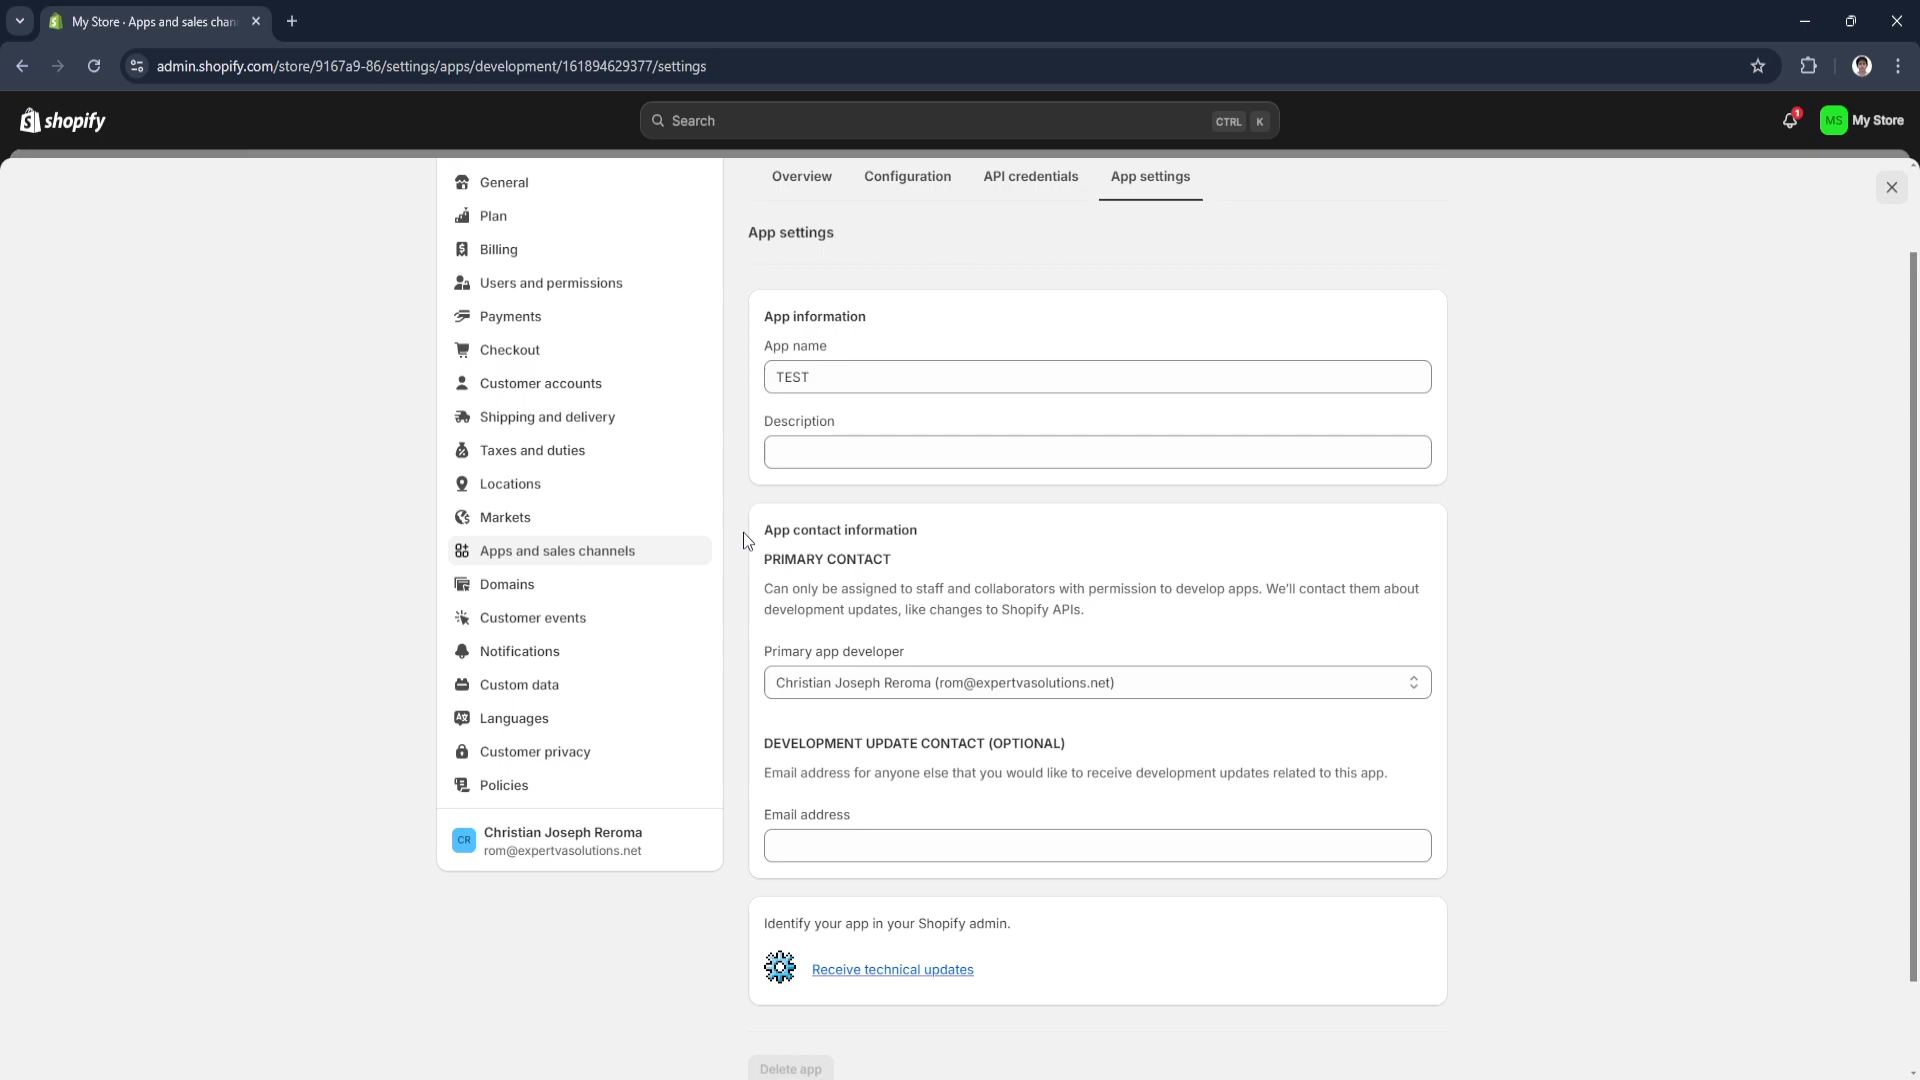 My Store · Apps and sales chan
admin.shopify.com/store/9167a9-86/settings/apps/development/161894629377/settings
shopify
Search
CTRL K
1
MS
My Store
General
Plan
Billing
Users and permissions
Payments
Checkout
Customer accounts
Shipping and delivery
Taxes and duties
Locations
Markets
Apps and sales channels
Domains
Customer events
Notifications
Custom data
Languages
Customer privacy
Policies
CR
Christian Joseph Reroma
rom@expertvasolutions.net
Overview
Configuration
API credentials
App settings
App settings
App information
App name
TEST
Description
App contact information
PRIMARY CONTACT
Can only be assigned to staff and collaborators with permission to develop apps. We'll contact them about
development updates, like changes to Shopify APIs.
Primary app developer
Christian Joseph Reroma (rom@expertvasolutions.net)
DEVELOPMENT UPDATE CONTACT (OPTIONAL)
Email address for anyone else that you would like to receive development updates related to this app.
Email address
Identify your app in your Shopify admin.
Receive technical updates
Delete app